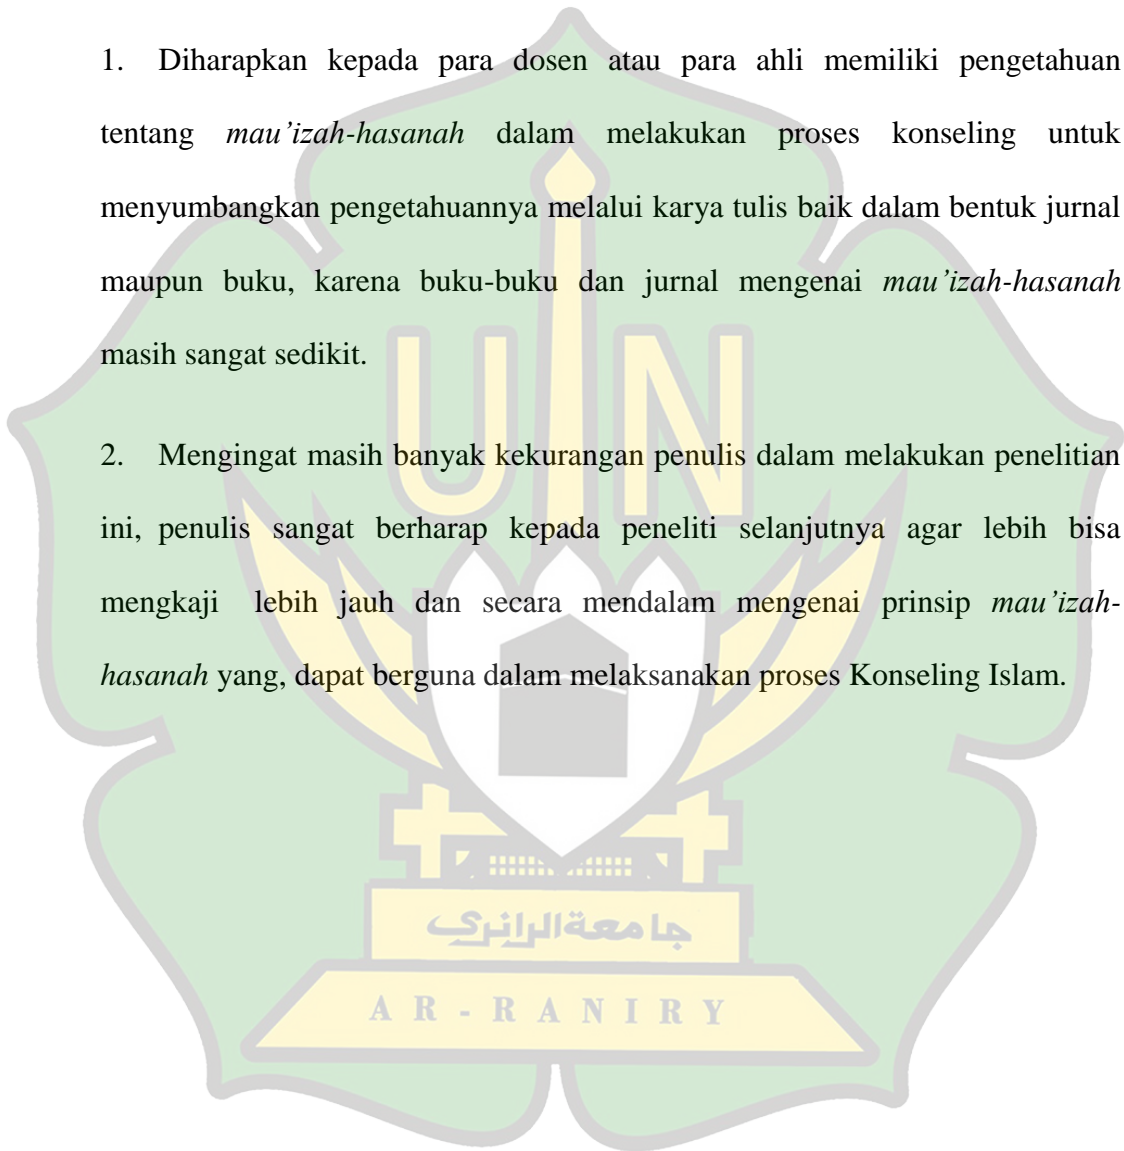 1. Diharapkan kepada para dosen atau para ahli memiliki pengetahuan
tentang mau’izah-hasanah dalam melakukan proses konseling untuk
menyumbangkan pengetahuannya melalui karya tulis baik dalam bentuk jurnal
maupun buku, karena buku-buku dan jurnal mengenai mau’izah-hasanah
masih sangat sedikit.
2. Mengingat masih banyak kekurangan penulis dalam melakukan penelitian
ini, penulis sangat berharap kepada peneliti selanjutnya agar lebih bisa
mengkaji lebih jauh dan secara mendalam mengenai prinsip mau’izah-
hasanah yang, dapat berguna dalam melaksanakan proses Konseling Islam.
UIN
جامعة الرانري
AR-RANIRY